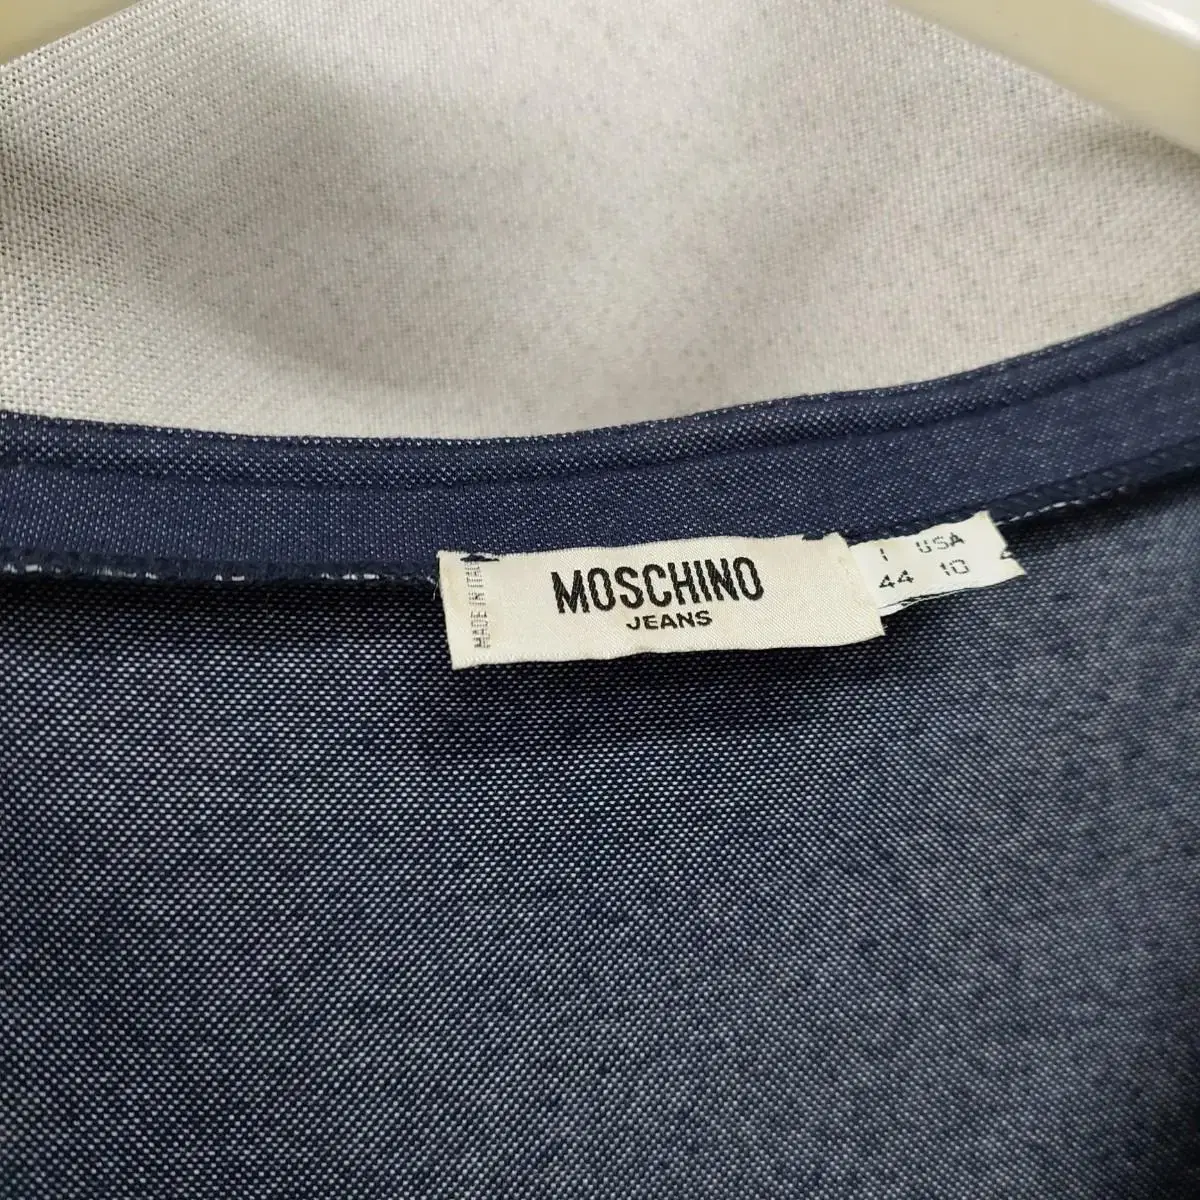 MADE IN ITALY
MOSCHINO
JEANS
I USA
44 10